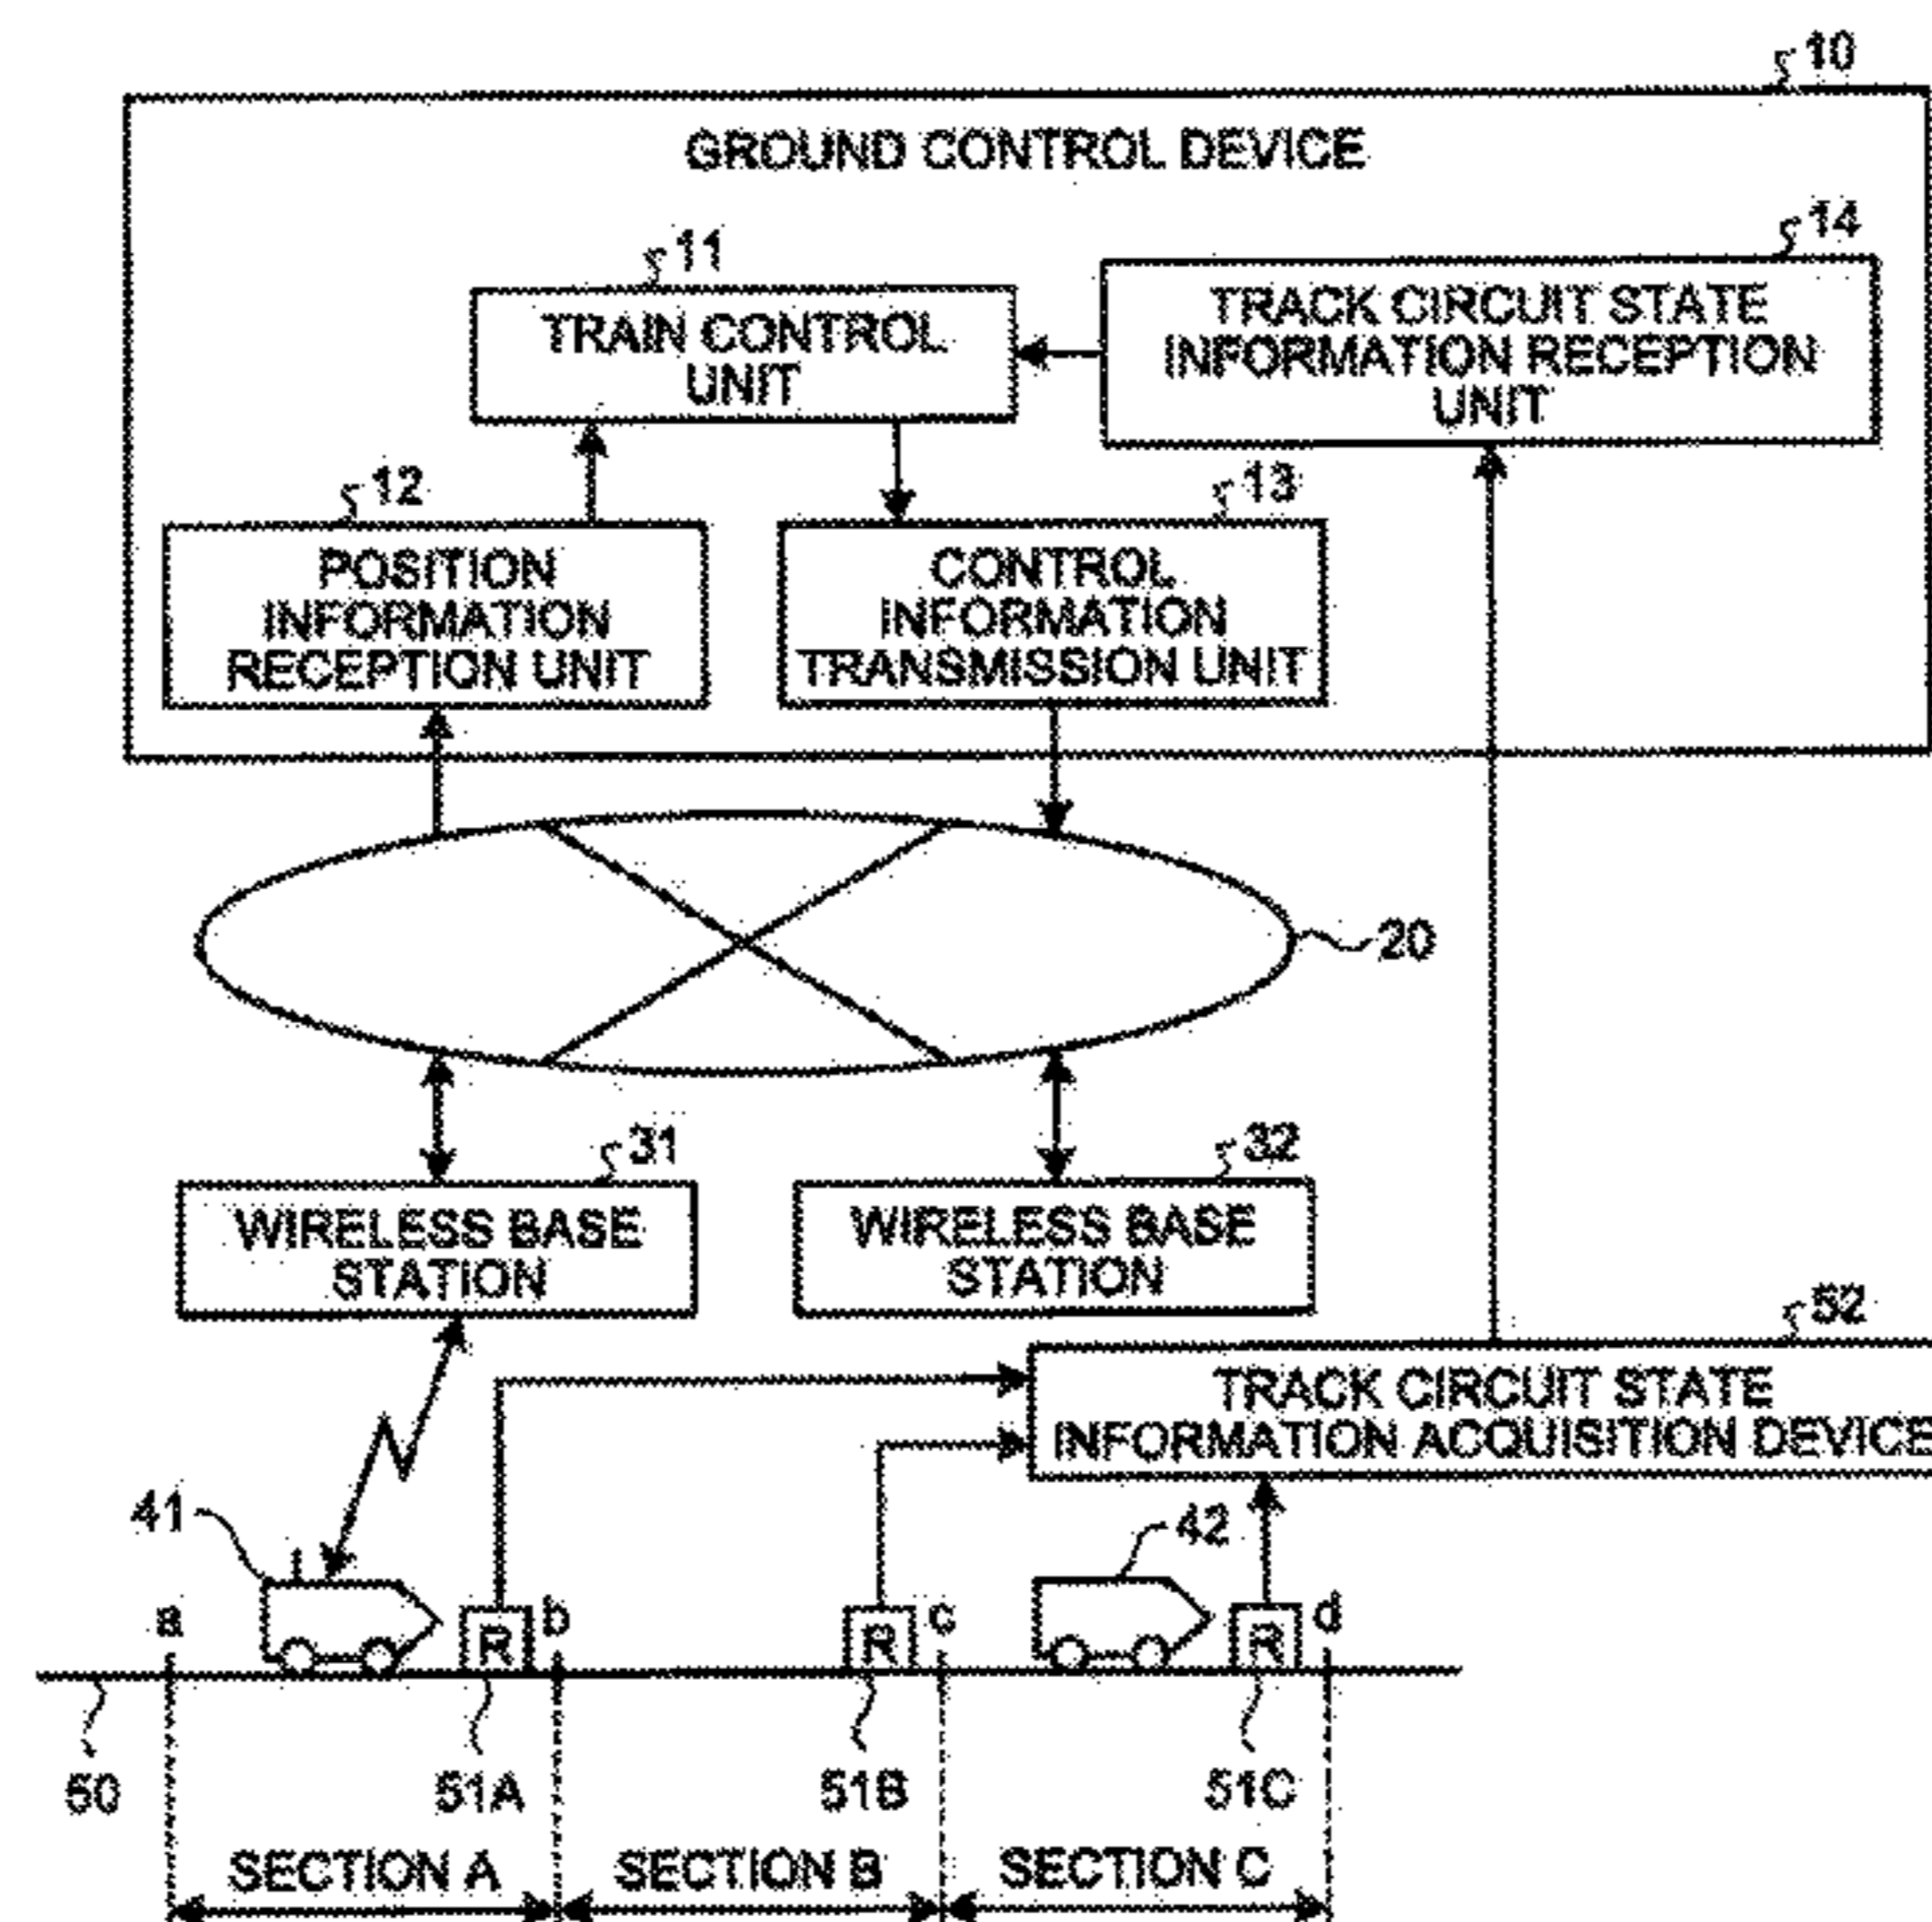 10
GROUND CONTROL DEVICE
11
14
TRAIN CONTROL
UNIT
TRACK CIRCUIT STATE
INFORMATION RECEPTION
UNIT
12
13
POSITION
INFORMATION
RECEPTION UNIT
CONTROL
INFORMATION
TRANSMISSION UNIT
20
31
32
WIRELESS BASE
STATION
WIRELESS BASE
STATION
52
TRACK CIRCUIT STATE
INFORMATION ACQUISITION DEVICE
41
42
a
R
b
R
c
R
d
50
51A
51B
51C
SECTION A
SECTION B
SECTION C